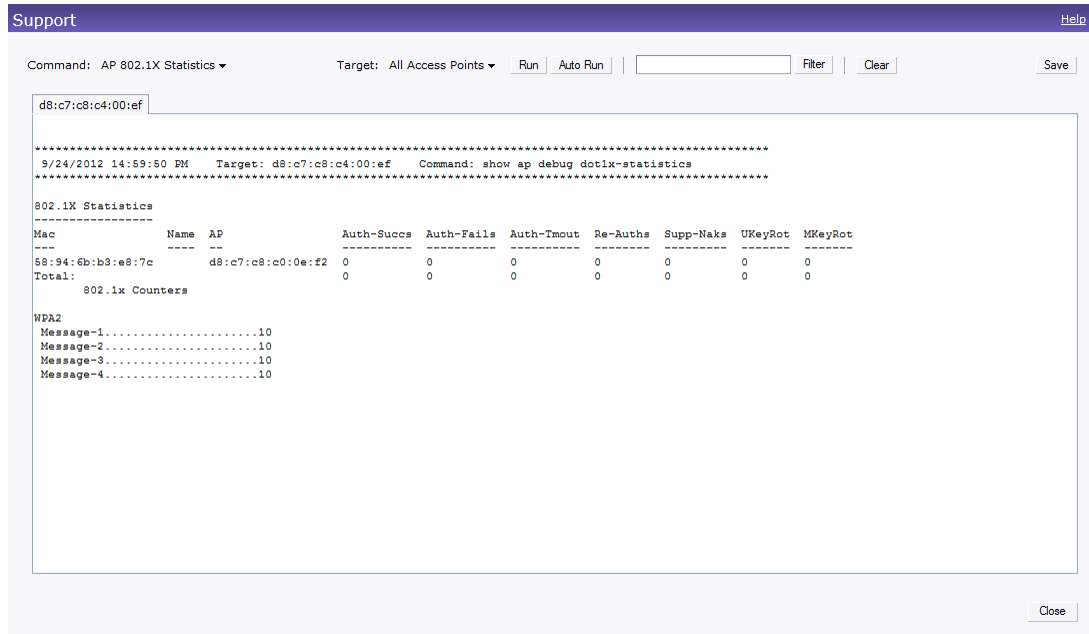 Support Help
Command: AP 802.1X Statistics Target: All Access Points Run Auto Run Filter Clear Save
d8:c7:c8:c4:00:ef
*********************************************************************************************************
9/24/2012 14:59:50 PM Target: d8:c7:c8:c4:00:ef Command: show ap debug dot1x-statistics
*********************************************************************************************************
802.1X Statistics
-----------------
Mac Name AP Auth-Succs Auth-Fails Auth-Tmout Re-Auths Supp-Naks UKeyRot MKeyRot
--- ---- -- ---------- ---------- ---------- -------- --------- ------- -------
58:94:6b:b3:e8:7c d8:c7:c8:c0:0e:f2 0 0 0 0 0 0 0
Total: 0 0 0 0 0 0 0
802.1x Counters
WPA2
Message-1......................10
Message-2......................10
Message-3......................10
Message-4......................10
Close